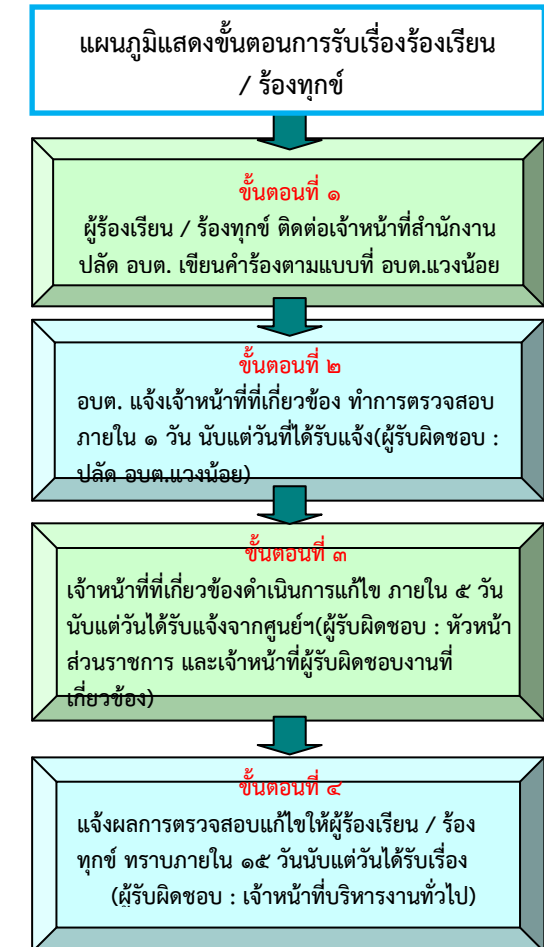 แผนภูมิแสดงขั้นตอนการรับเรื่องร้องเรียน
/ ร้องทุกข์
ขั้นตอนที่ ๑
ผู้ร้องเรียน / ร้องทุกข์ ติดต่อเจ้าหน้าที่สำนักงาน
ปลัด อบต. เขียนคำร้องตามแบบที่ อบต.แวงน้อย
ขั้นตอนที่ ๒
อบต. แจ้งเจ้าหน้าที่ที่เกี่ยวข้อง ทำการตรวจสอบ
ภายใน ๑ วัน นับแต่วันที่ได้รับแจ้ง(ผู้รับผิดชอบ :
ปลัด อบต.แวงน้อย)
ขั้นตอนที่ ๓
เจ้าหน้าที่ที่เกี่ยวข้องดำเนินการแก้ไข ภายใน ๕ วัน
นับแต่วันได้รับแจ้งจากศูนย์ฯ(ผู้รับผิดชอบ : หัวหน้า
ส่วนราชการ และเจ้าหน้าที่ผู้รับผิดชอบงานที่
เกี่ยวข้อง)
ขั้นตอนที่ ๔
แจ้งผลการตรวจสอบแก้ไขให้ผู้ร้องเรียน / ร้อง
ทุกข์ ทราบภายใน ๑๕ วันนับแต่วันได้รับเรื่อง
(ผู้รับผิดชอบ : เจ้าหน้าที่บริหารงานทั่วไป)